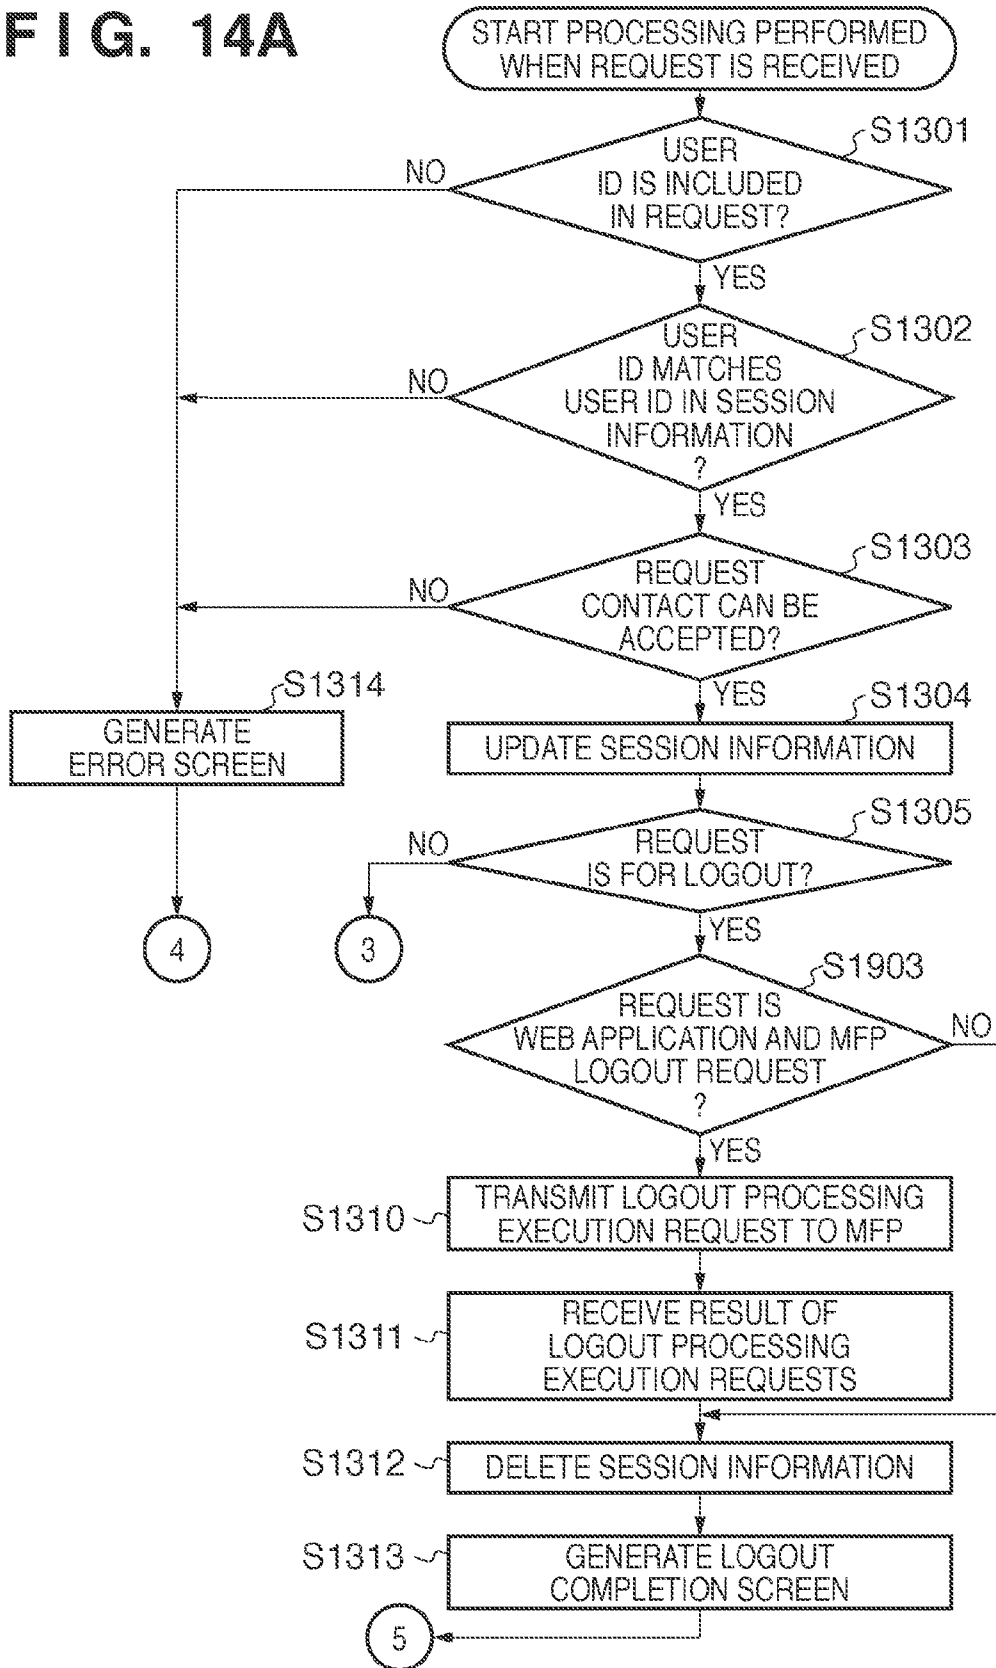 FIG. 14A
START PROCESSING PERFORMED
WHEN REQUEST IS RECEIVED
S1301
USER
ID IS INCLUDED
IN REQUEST?
NO
YES
S1302
USER
ID MATCHES
USER ID IN SESSION
INFORMATION
?
NO
YES
S1303
REQUEST
CONTACT CAN BE
ACCEPTED?
NO
YES
S1314
GENERATE
ERROR SCREEN
S1304
UPDATE SESSION INFORMATION
S1305
REQUEST
IS FOR LOGOUT?
NO
YES
4
3
S1903
REQUEST IS
WEB APPLICATION AND MFP
LOGOUT REQUEST
?
NO
YES
S1310
TRANSMIT LOGOUT PROCESSING
EXECUTION REQUEST TO MFP
S1311
RECEIVE RESULT OF
LOGOUT PROCESSING
EXECUTION REQUESTS
S1312
DELETE SESSION INFORMATION
S1313
GENERATE LOGOUT
COMPLETION SCREEN
5